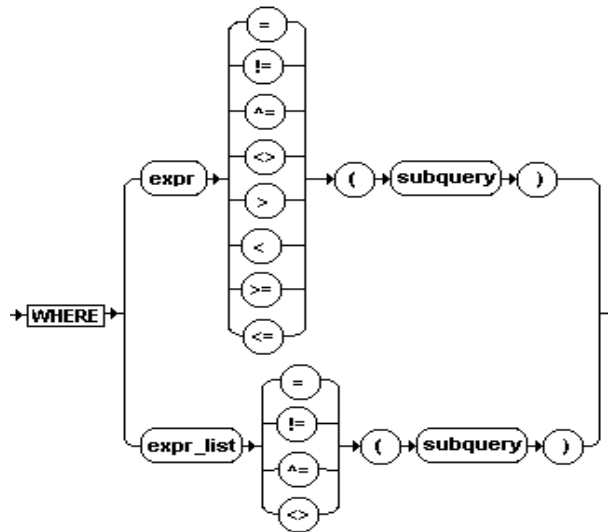 =
!=
^=
<>
expr
>
( subquery )
<
>=
WHERE
<=
=
!=
expr_list
( subquery )
^=
<>